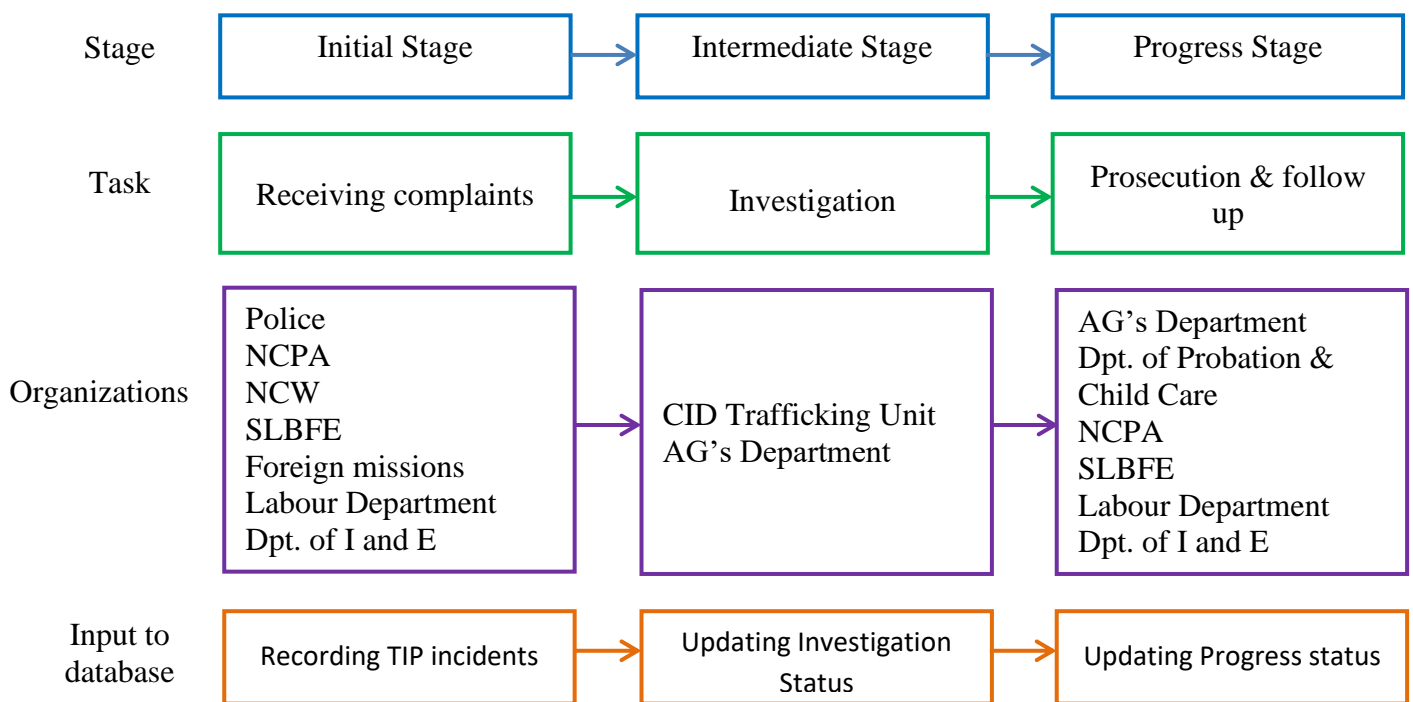 Stage
Initial Stage
Intermediate Stage
Progress Stage
Task
Receiving complaints
Investigation
Prosecution & follow
up
Organizations
Police
NCPA
NCW
SLBFE
Foreign missions
Labour Department
Dpt. of I and E
CID Trafficking Unit
AG's Department
AG's Department
Dpt. of Probation &
Child Care
NCPA
SLBFE
Labour Department
Dpt. of I and E
Input to
database
Recording TIP incidents
Updating Investigation
Status
Updating Progress status